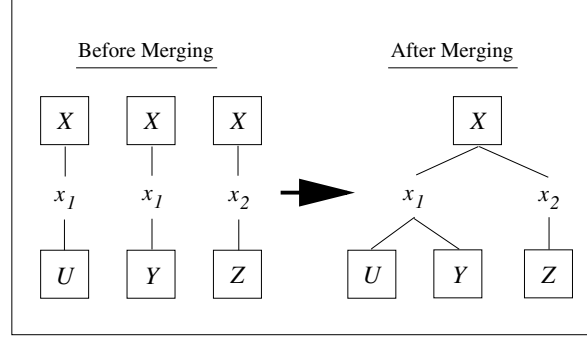 Before Merging
After Merging
X X X X
x1 x1 x2 x1 x2
U Y Z U Y Z